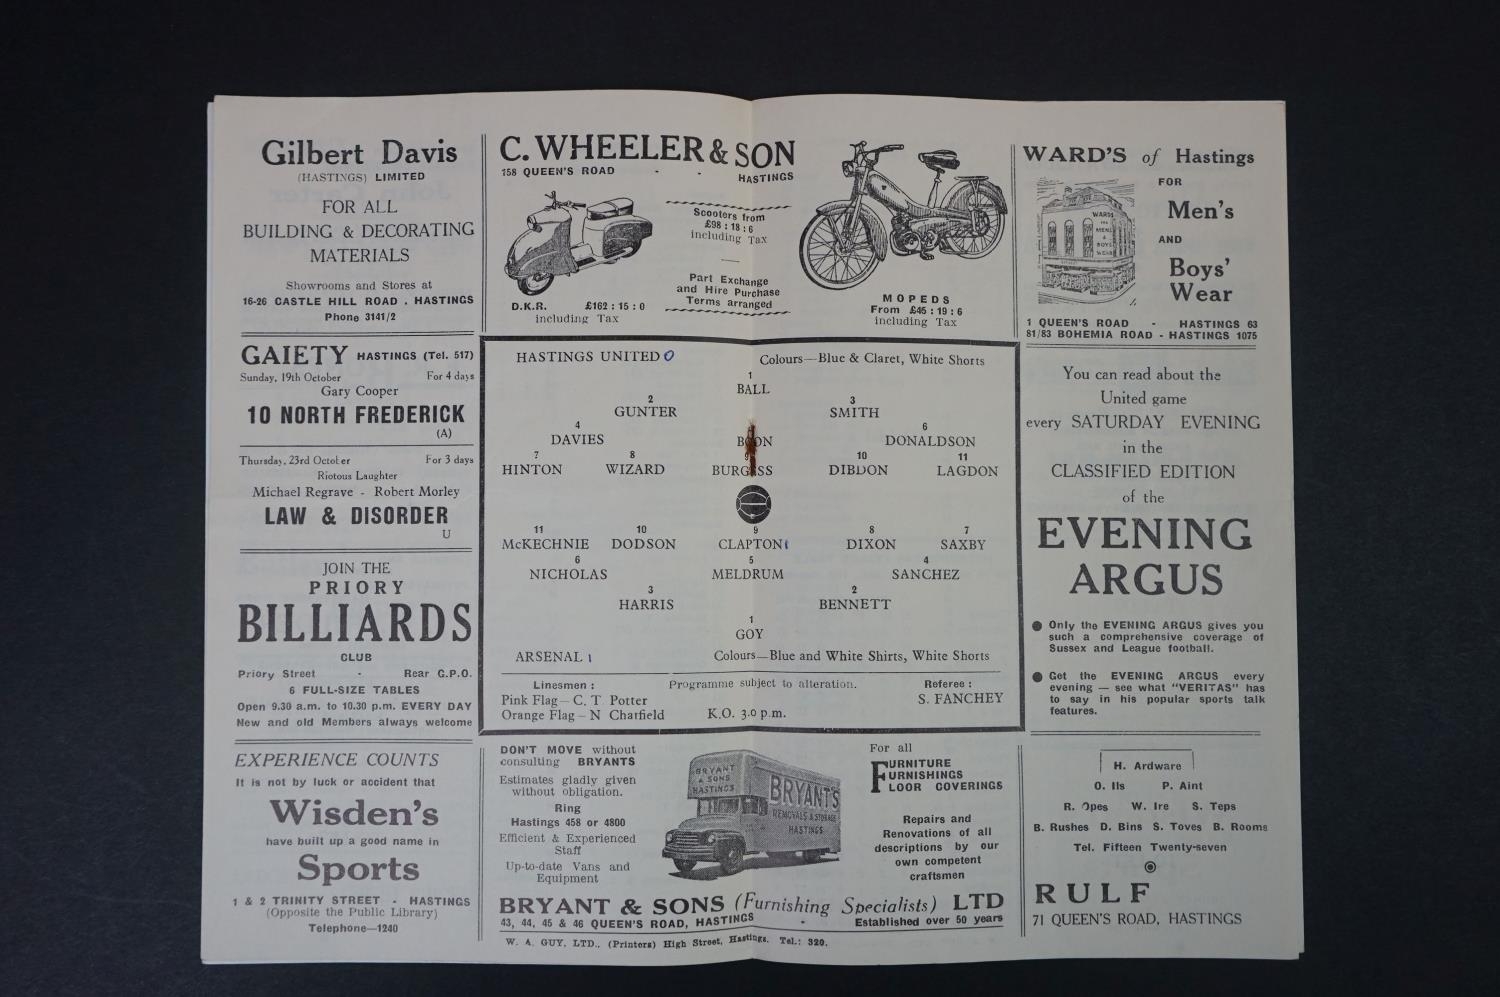 Gilbert Davis
(HASTINGS) LIMITED
FOR ALL
BUILDING & DECORATING
MATERIALS
Showrooms and Stores at
16-26 CASTLE HILL ROAD . HASTINGS
Phone 3141/2
GAIETY HASTINGS (Tel. 517)
Sunday, 19th October For 4 days
Gary Cooper
10 NORTH FREDERICK
(A)
Thursday, 23rd October For 3 days
Riotous Laughter
Michael Regrave - Robert Morley
LAW & DISORDER
U
JOIN THE
PRIORY
BILLIARDS
CLUB
Priory Street - Rear G.P.O.
6 FULL-SIZE TABLES
Open 9.30 a.m. to 10.30 p.m. EVERY DAY
New and old Members always welcome
EXPERIENCE COUNTS
It is not by luck or accident that
Wisden's
have built up a good name in
Sports
1 & 2 TRINITY STREET - HASTINGS
(Opposite the Public Library)
Telephone—1240
C. WHEELER & SON
158 QUEEN'S ROAD - - HASTINGS
Scooters from
£98 : 18 : 6
including Tax
Part Exchange
and Hire Purchase
Terms arranged
D.K.R. £162 : 15 : 0
including Tax
MOPEDS
From £45 : 19 : 6
including Tax
HASTINGS UNITED 0 Colours—Blue & Claret, White Shorts
1
BALL
2 3
GUNTER SMITH
4 6
DAVIES BOON DONALDSON
7 8 9 10 11
HINTON WIZARD BURGESS DIBDON LAGDON
11 10 9 8 7
McKECHNIE DODSON CLAPTON 1 DIXON SAXBY
6 5 4
NICHOLAS MELDRUM SANCHEZ
3 2
HARRIS BENNETT
1
GOY
ARSENAL 1 Colours—Blue and White Shirts, White Shorts
Linesmen : Programme subject to alteration. Referee :
Pink Flag—C. T. Potter S. FANCHEY
Orange Flag—N Charfield K.O. 3.0 p.m.
DON'T MOVE without
consulting BRYANTS
Estimates gladly given
without obligation.
Ring
Hastings 458 or 4800
Efficient & Experienced
Staff
Up-to-date Vans and
Equipment
BRYANT
& SONS
HASTINGS
BRYANT'S
REMOVALS & STORAGE
HASTINGS
For all
FURNITURE
FURNISHINGS
FLOOR COVERINGS
Repairs and
Renovations of all
descriptions by our
own competent
craftsmen
BRYANT & SONS (Furnishing Specialists) LTD
43, 44, 45 & 46 QUEEN'S ROAD, HASTINGS - Established over 50 years
W. A. GUY, LTD., (Printers) High Street, Hastings. Tel.: 320.
WARD'S of Hastings
FOR
Men's
AND
Boys'
Wear
WARDS
FOR
MENS
&
BOYS
WEAR
1 QUEEN'S ROAD - HASTINGS 63
81/83 BOHEMIA ROAD - HASTINGS 1075
You can read about the
United game
every SATURDAY EVENING
in the
CLASSIFIED EDITION
of the
EVENING
ARGUS
Only the EVENING ARGUS gives you
such a comprehensive coverage of
Sussex and League football.
Get the EVENING ARGUS every
evening — see what "VERITAS" has
to say in his popular sports talk
features.
H. Ardware
O. Ils P. Aint
R. Opes W. Ire S. Teps
B. Rushes D. Bins S. Toves B. Rooms
Tel. Fifteen Twenty-seven
RULF
71 QUEEN'S ROAD, HASTINGS